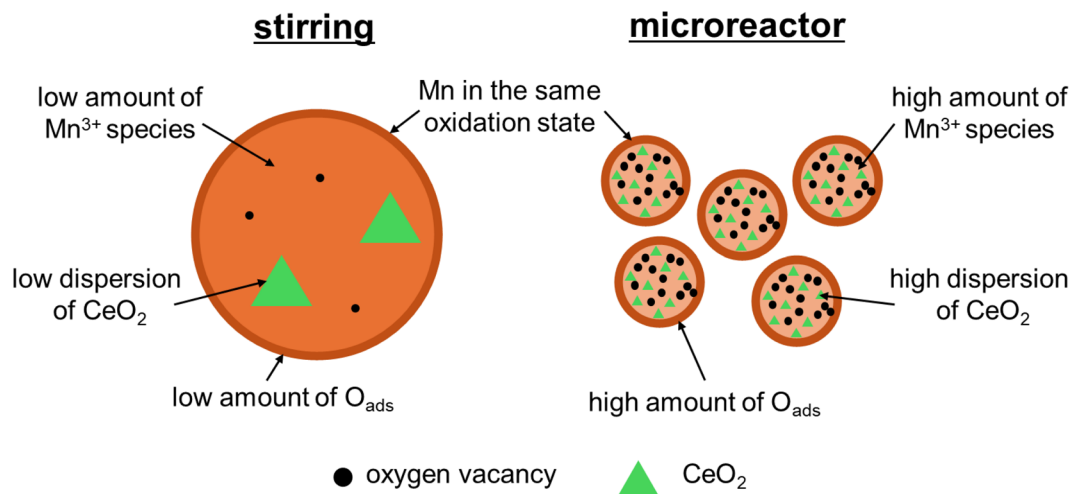 stirring
microreactor
low amount of
Mn³⁺ species
Mn in the same
oxidation state
high amount of
Mn³⁺ species
low dispersion
of CeO₂
high dispersion
of CeO₂
low amount of Oₐdₛ
high amount of Oₐdₛ
oxygen vacancy
CeO₂